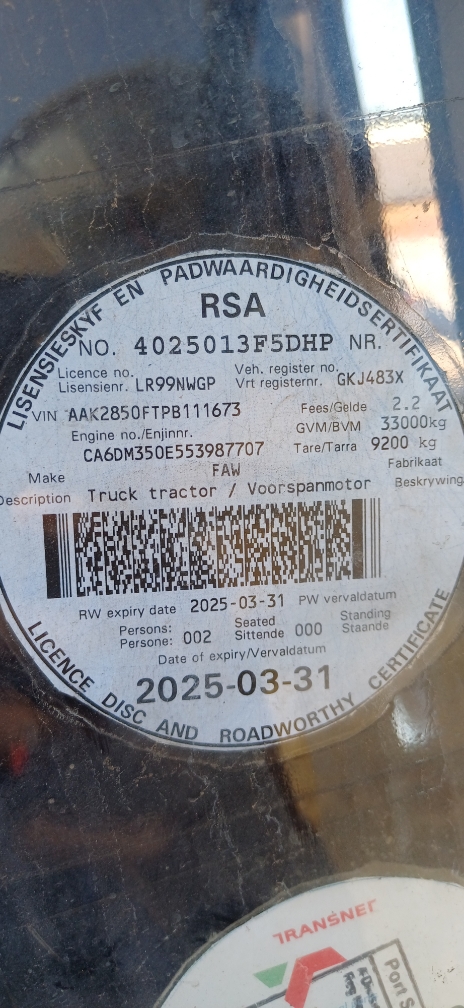 LISENSIESKYF EN PADWAARDIGHEIDSERTIFIKAAT
RSA
NO. 4025013F5DHP NR.
Licence no. Veh. register no.
Lisensienr. LR99NWGP Vrt registernr. GKJ483X
VIN AAK2850FTPB111673 Fees/Gelde 2.2
Engine no./Enjinnr. GVM/BVM 33000kg
CA6DM350E553987707 Tare/Tarra 9200 kg
Make FAW Fabrikaat
Description Truck tractor / Voorspanmotor Beskrywing
RW expiry date 2025-03-31 PW vervaldatum
Persons: Seated Standing
Persone: 002 Sittende 000 Staande
Date of expiry/Vervaldatum
2025-03-31
LICENCE DISC AND ROADWORTHY CERTIFICATE
TRANSNET
Port